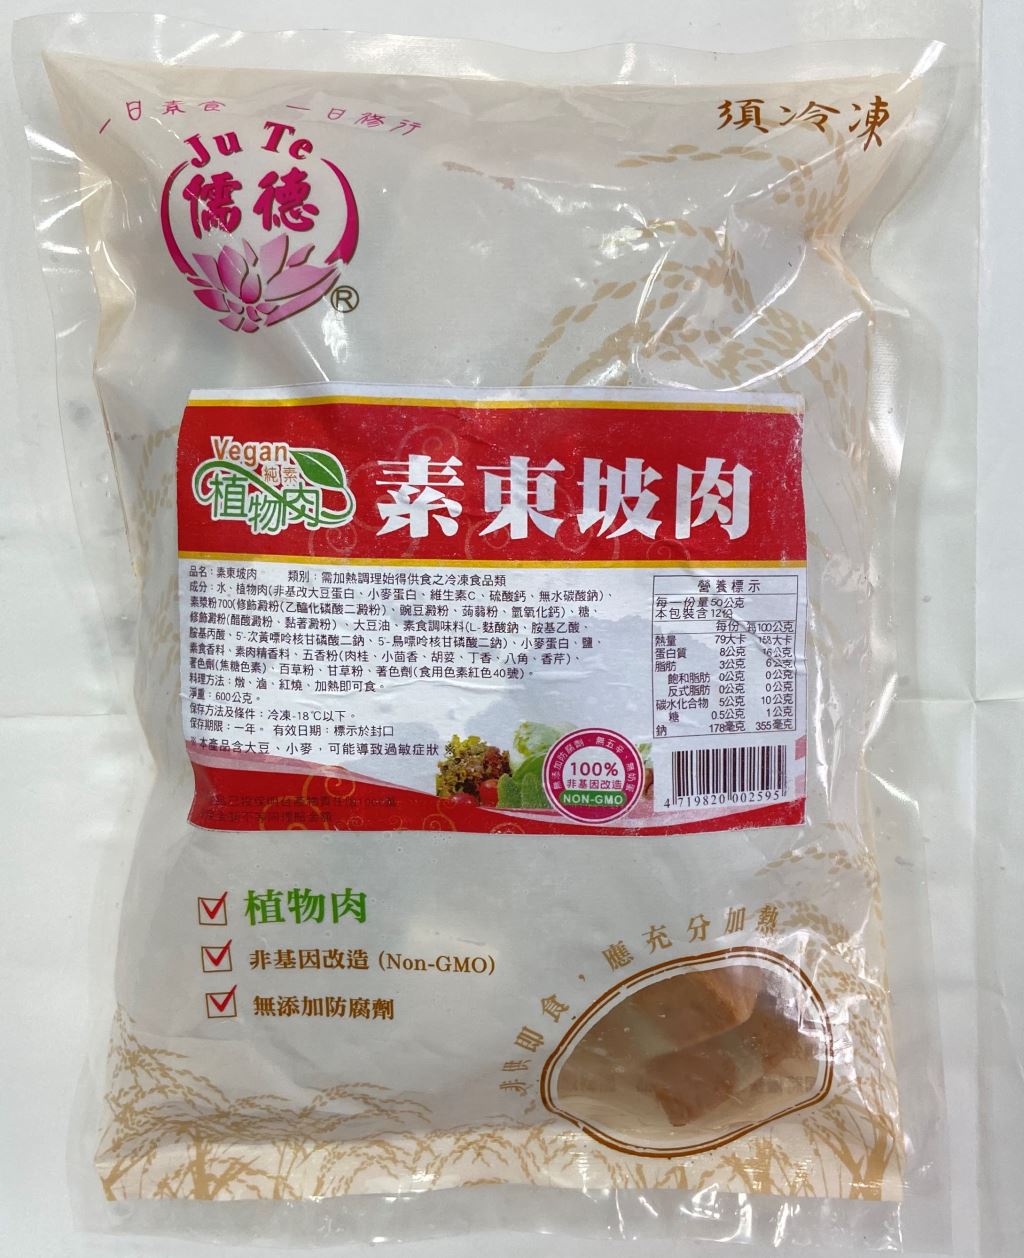 一日素食 一日修行
須冷凍
Ju Te
儒德
®
Vegan
純素
植物肉
素東坡肉
品名：素東坡肉 類別：需加熱調理始得供食之冷凍食品類
成分：水、植物肉(非基改大豆蛋白、小麥蛋白、維生素C、硫酸鈣、無水碳酸鈉)、
素漿粉700(修飾澱粉(乙醯化磷酸二澱粉)、豌豆澱粉、蒟蒻粉、氫氧化鈣)、糖、
修飾澱粉(醋酸澱粉、黏著澱粉)、大豆油、素食調味料(L-麩酸鈉、胺基乙酸、
胺基丙酸、5'-次黃嘌呤核苷磷酸二鈉、5'-鳥嘌呤核苷磷酸二鈉)、小麥蛋白、鹽、
素食香料、素肉精香料、五香粉(肉桂、小茴香、胡荽、丁香、八角、香芹)、
著色劑(焦糖色素)、百草粉、甘草粉、著色劑(食用色素紅色40號)。
料理方法：燉、滷、紅燒、加熱即可食。
淨重：600公克。
保存方法及條件：冷凍-18℃以下。
保存期限：一年。 有效日期：標示於封口
※本產品含大豆、小麥，可能導致過敏症狀※
營養標示
每一份量50公克
本包裝含12份
每份 每100公克
熱量 79大卡 158大卡
蛋白質 8公克 16公克
脂肪 3公克 6公克
飽和脂肪 0公克 0公克
反式脂肪 0公克 0公克
碳水化合物 5公克 10公克
糖 0.5公克 1公克
鈉 178毫克 355毫克
無添加防腐劑、無五辛、
100%
非基因改造
NON-GMO
4 719820 002595
植物肉
非基因改造 (Non-GMO)
無添加防腐劑
非供即食，應充分加熱